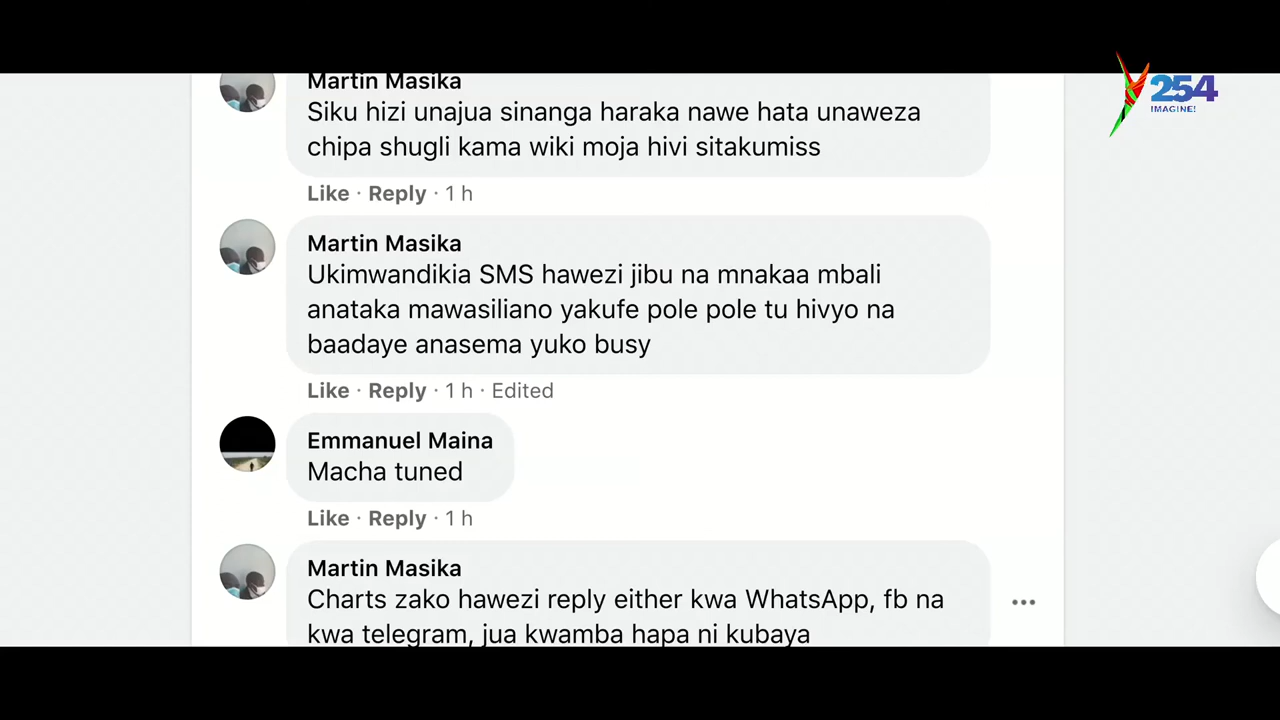 Martin Masika
Siku hizi unajua sinanga haraka nawe hata unaweza
chipa shugli kama wiki moja hivi sitakumiss
Like · Reply · 1 h
Martin Masika
Ukimwandikia SMS hawezi jibu na mnakaa mbali
anataka mawasiliano yakufe pole pole tu hivyo na
baadaye anasema yuko busy
Like · Reply · 1 h · Edited
Emmanuel Maina
Macha tuned
Like · Reply · 1 h
Martin Masika
Charts zako hawezi reply either kwa WhatsApp, fb na
kwa telegram, jua kwamba hapa ni kubaya
Y254
IMAGINE!